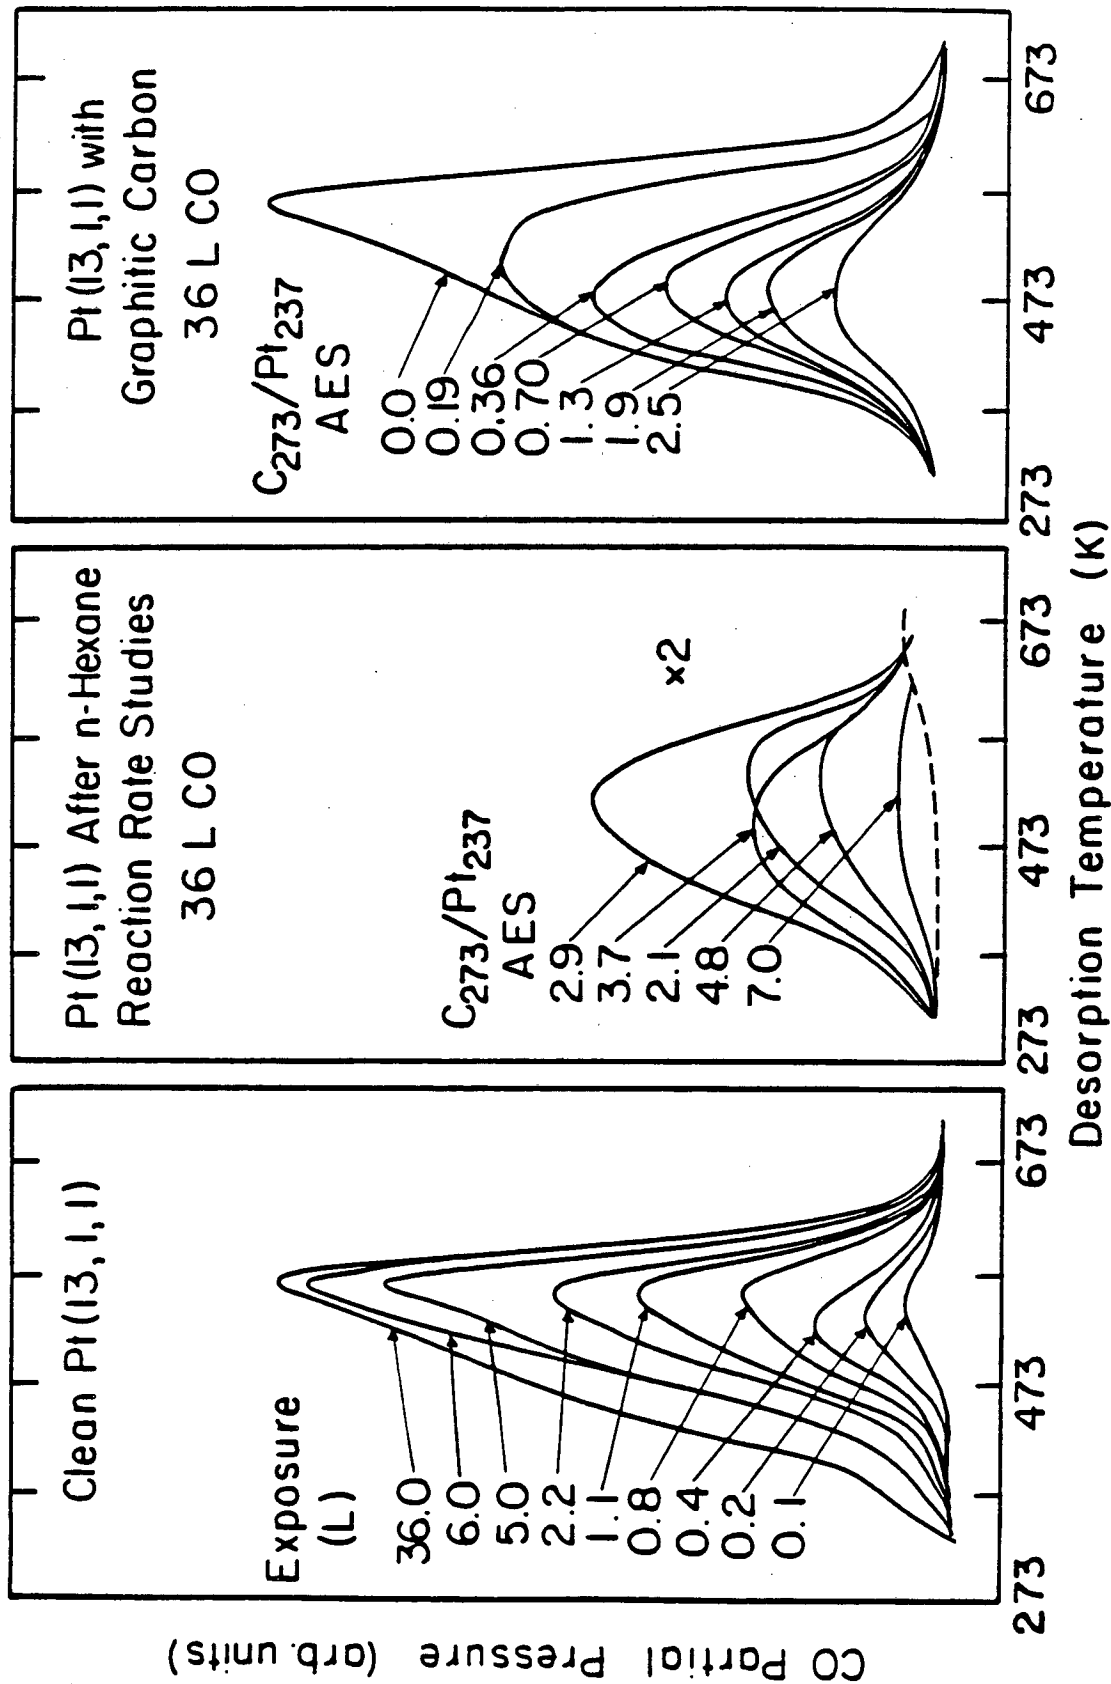 CO Partial Pressure (arb. units)
Clean Pt (13, 1, 1)
Exposure
(L)
36.0
6.0
5.0
2.2
1.1
0.8
0.4
0.2
0.1
273
473
673
Pt (13, 1, 1) After n-Hexane
Reaction Rate Studies
36 L CO
C273/Pt237
AES
2.9
3.7
2.1
4.8
7.0
x2
273
473
673
Pt (13, 1, 1) with
Graphitic Carbon
36 L CO
C273/Pt237
AES
0.0
0.19
0.36
0.70
1.3
1.9
2.5
273
473
673
Desorption Temperature (K)